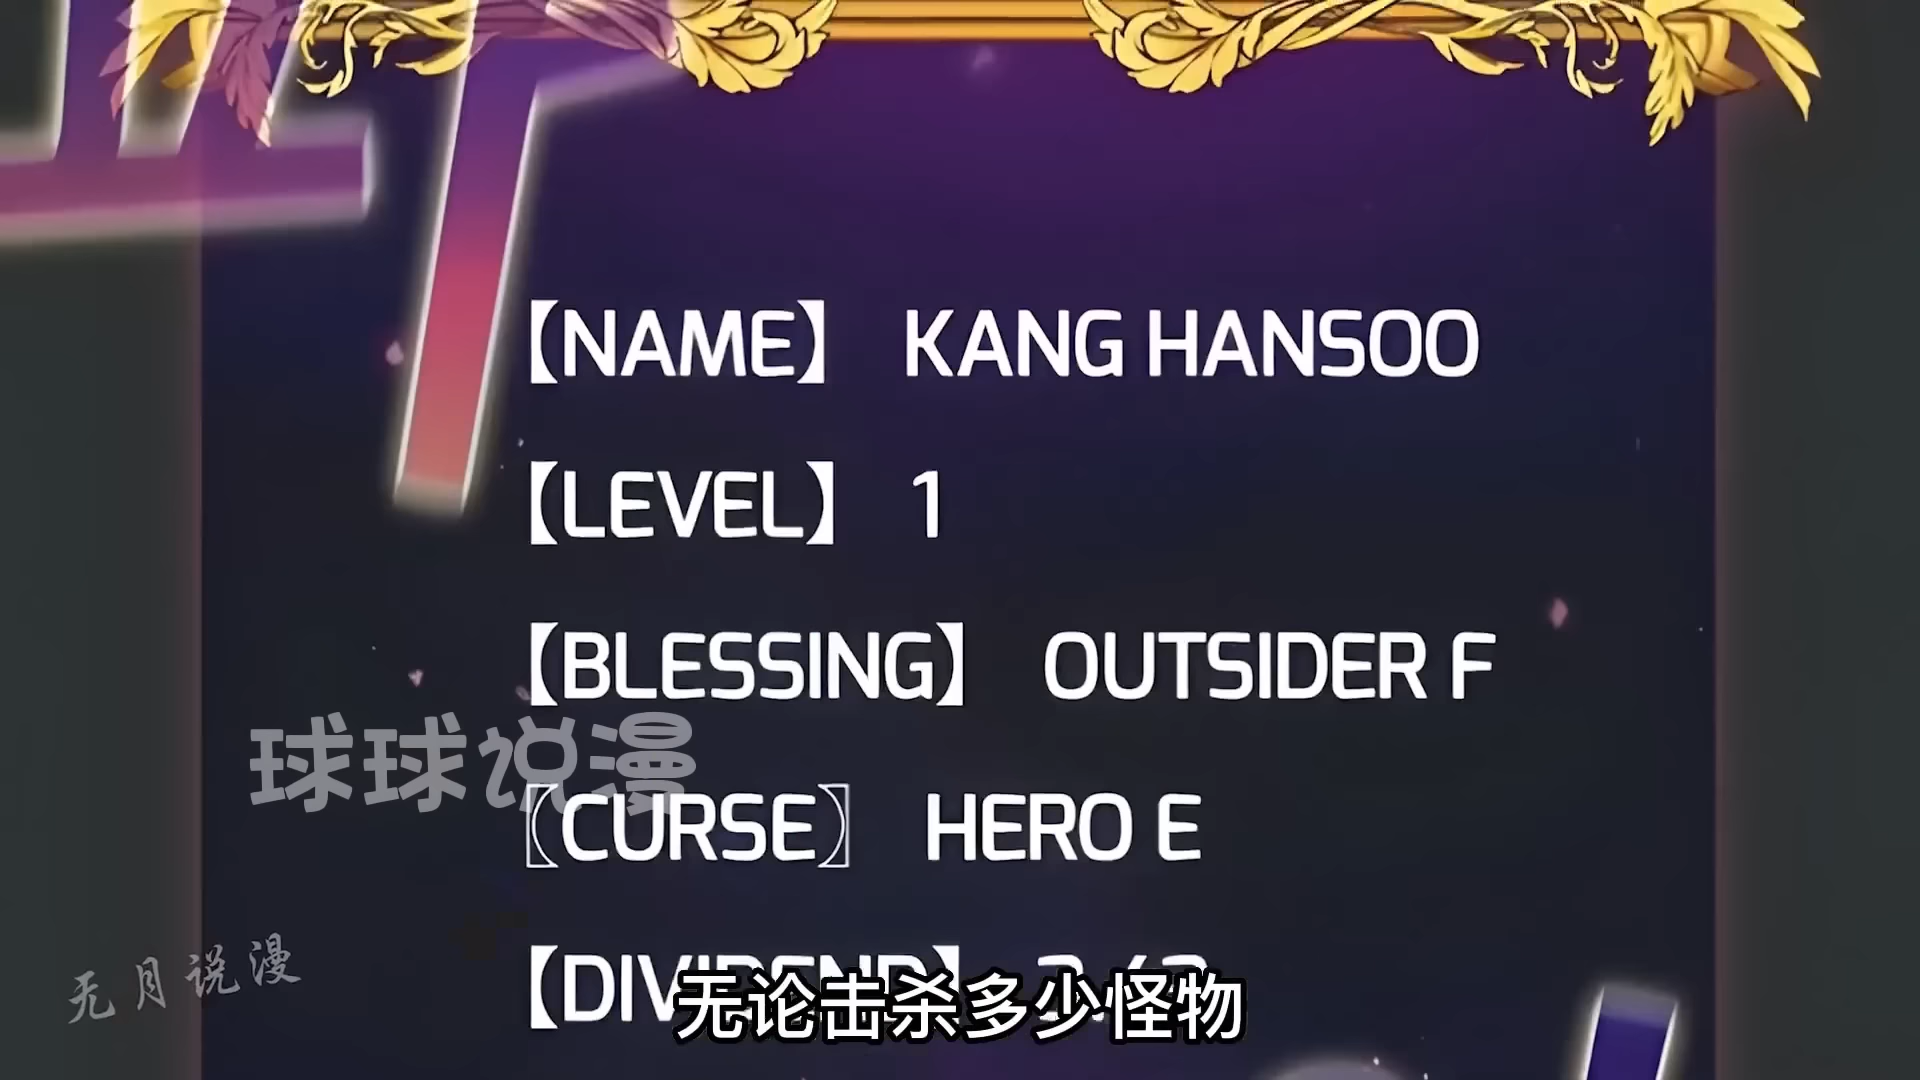 【NAME】 KANG HANSOO
【LEVEL】 1
【BLESSING】 OUTSIDER F
球球说漫
〖CURSE〗 HERO E
【DIVIDEND】
无月说漫
无论击杀多少怪物